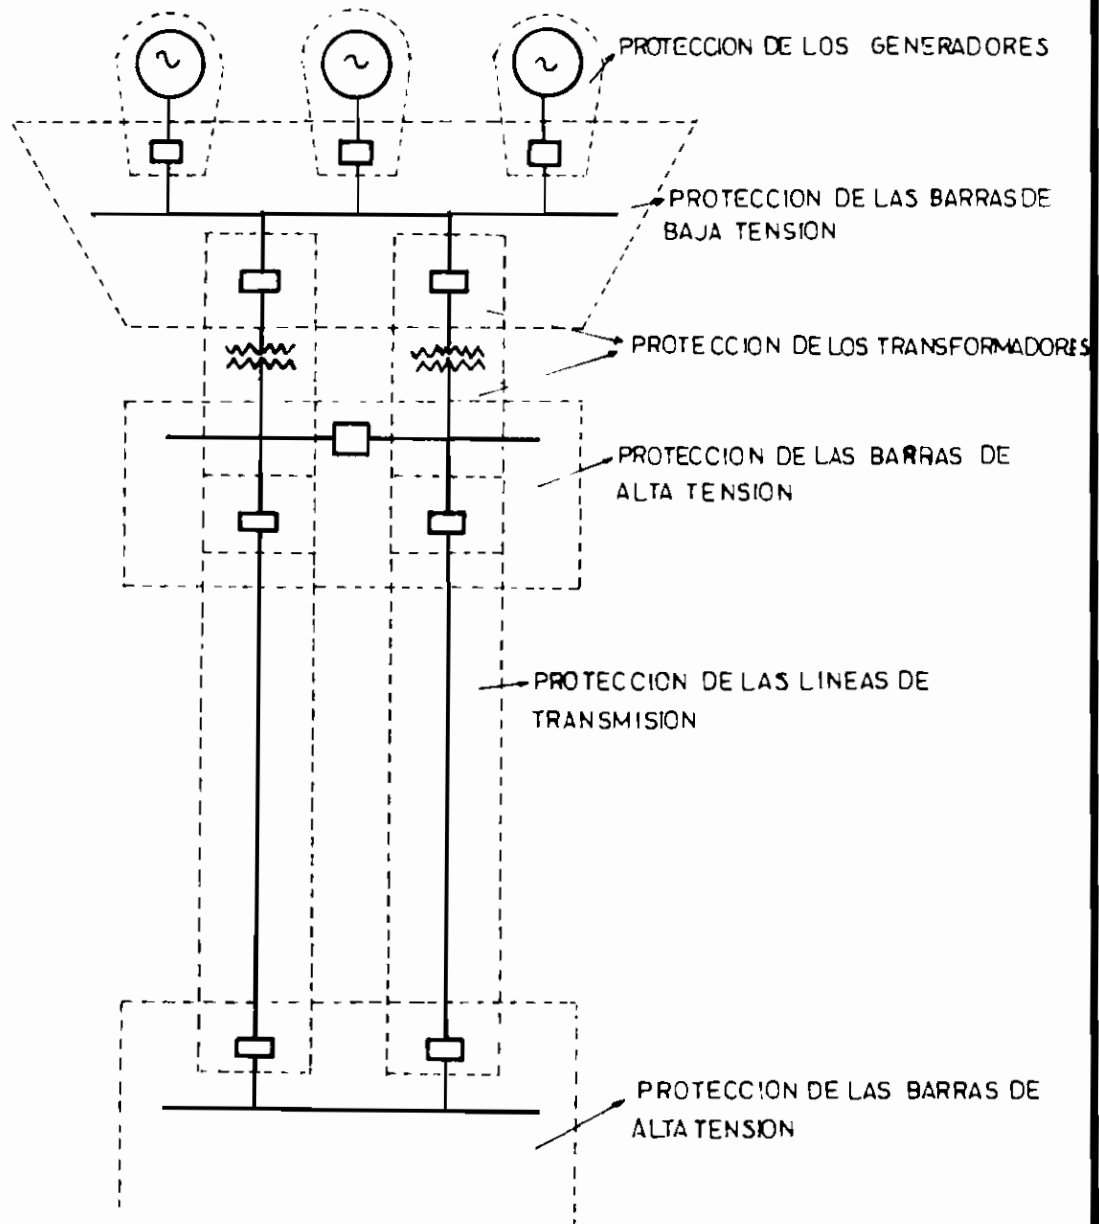 PROTECCION DE LOS GENERADORES
PROTECCION DE LAS BARRAS DE
BAJA TENSION
PROTECCION DE LOS TRANSFORMADORES
PROTECCION DE LAS BARRAS DE
ALTA TENSION
PROTECCION DE LAS LINEAS DE
TRANSMISION
PROTECCION DE LAS BARRAS DE
ALTA TENSION